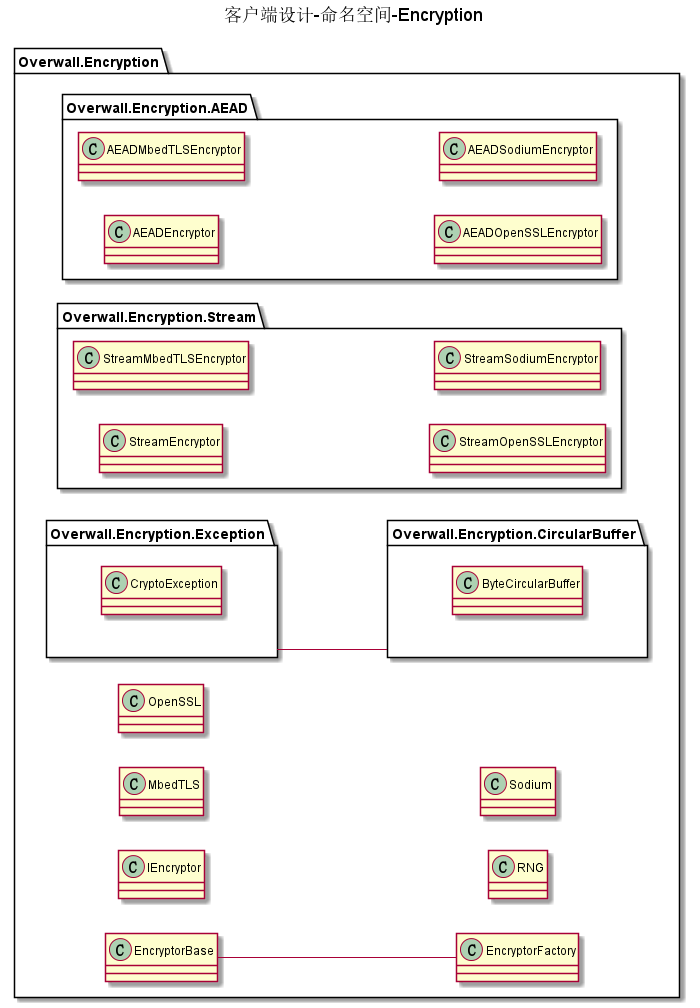 客户端设计-命名空间-Encryption
Overwall.Encryption
Overwall.Encryption.AEAD
C AEADMbedTLSEncryptor
C AEADSodiumEncryptor
C AEADEncryptor
C AEADOpenSSLEncryptor
Overwall.Encryption.Stream
C StreamMbedTLSEncryptor
C StreamSodiumEncryptor
C StreamEncryptor
C StreamOpenSSLEncryptor
Overwall.Encryption.Exception
Overwall.Encryption.CircularBuffer
C CryptoException
C ByteCircularBuffer
C OpenSSL
C MbedTLS
C Sodium
C IEncryptor
C RNG
C EncryptorBase
C EncryptorFactory